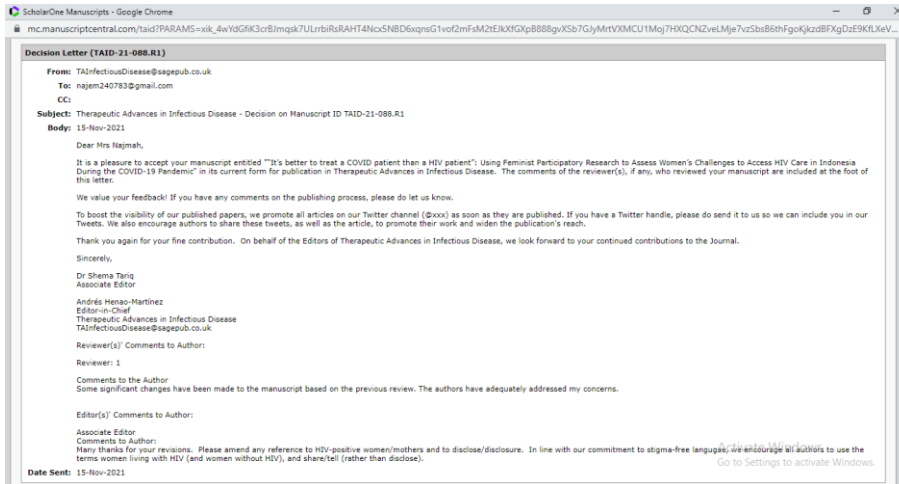 ScholarOne Manuscripts - Google Chrome
Decision Letter (TAID-21-088.R1)
From: TAInfectiousDisease@sagepub.co.uk
To: najem240783@gmail.com
CC:
Subject: Therapeutic Advances in Infectious Disease - Decision on Manuscript ID TAID-21-088.R1
Body: 15-Nov-2021
Dear Mrs Najmah,
It is a pleasure to accept your manuscript entitled ""It's better to treat a COVID patient than a HIV patient": Using Feminist Participatory Research to Assess Women's Challenges to Access HIV Care in Indonesia
During the COVID-19 Pandemic" in its current form for publication in Therapeutic Advances in Infectious Disease. The comments of the reviewer(s), if any, who reviewed your manuscript are included at the foot of
this letter.
We value your feedback! If you have any comments on the publishing process, please do let us know.
To boost the visibility of our published papers, we promote all articles on our Twitter channel (@xxx) as soon as they are published. If you have a Twitter handle, please do send it to us so we can include you in our
Tweets. We also encourage authors to share these tweets, as well as the article, to promote their work and widen the publication's reach.
Thank you again for your fine contribution. On behalf of the Editors of Therapeutic Advances in Infectious Disease, we look forward to your continued contributions to the Journal.
Sincerely,
Dr Shema Tariq
Associate Editor
Andrés Henao-Martínez
Editor-in-Chief
Therapeutic Advances in Infectious Disease
TAInfectiousDisease@sagepub.co.uk
Reviewer(s)' Comments to Author:
Reviewer: 1
Comments to the Author
Some significant changes have been made to the manuscript based on the previous review. The authors have adequately addressed my concerns.
Editor(s)' Comments to Author:
Associate Editor
Comments to Author:
Many thanks for your revisions. Please amend any reference to HIV-positive women/mothers and to disclose/disclosure. In line with our commitment to stigma-free language, we encourage all authors to use the
terms women living with HIV (and women without HIV), and share/tell (rather than disclose).
Activate Windows
Go to Settings to activate Windows.
Date Sent: 15-Nov-2021